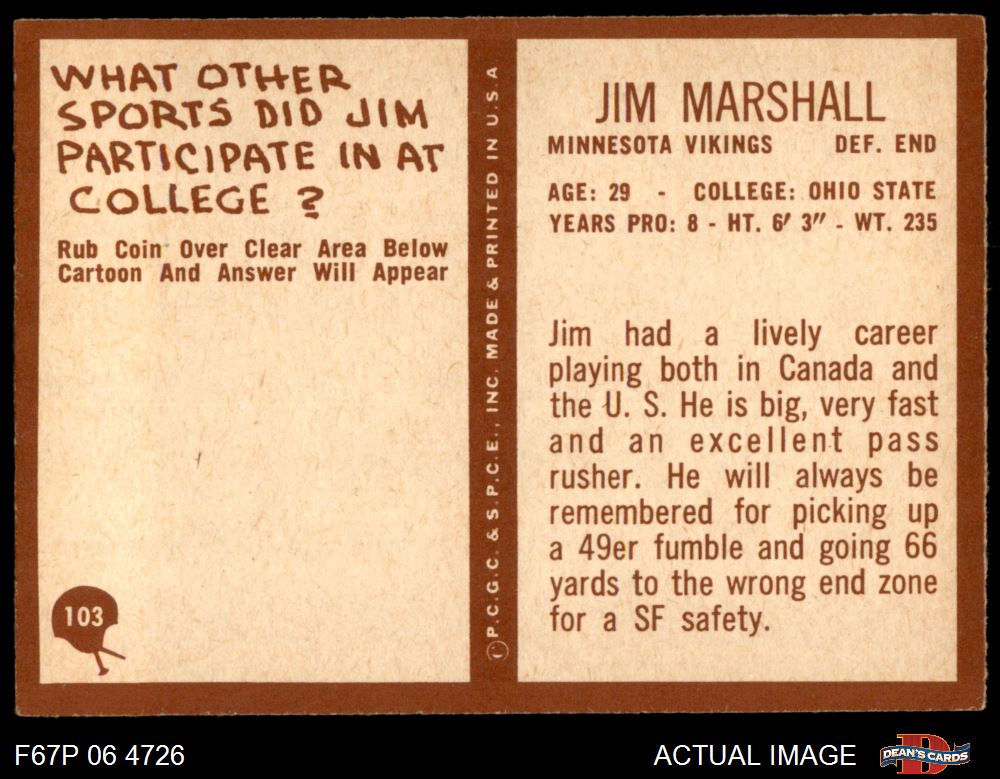 WHAT OTHER
SPORTS DID JIM
PARTICIPATE IN AT
COLLEGE ?
Rub Coin Over Clear Area Below
Cartoon And Answer Will Appear
103
© P.C.G.C. & S.P.C.E., INC. MADE & PRINTED IN U.S.A
JIM MARSHALL
MINNESOTA VIKINGS DEF. END
AGE: 29 - COLLEGE: OHIO STATE
YEARS PRO: 8 - HT. 6' 3" - WT. 235
Jim had a lively career
playing both in Canada and
the U. S. He is big, very fast
and an excellent pass
rusher. He will always be
remembered for picking up
a 49er fumble and going 66
yards to the wrong end zone
for a SF safety.
F67P 06 4726
ACTUAL IMAGE
DEAN'S CARDS